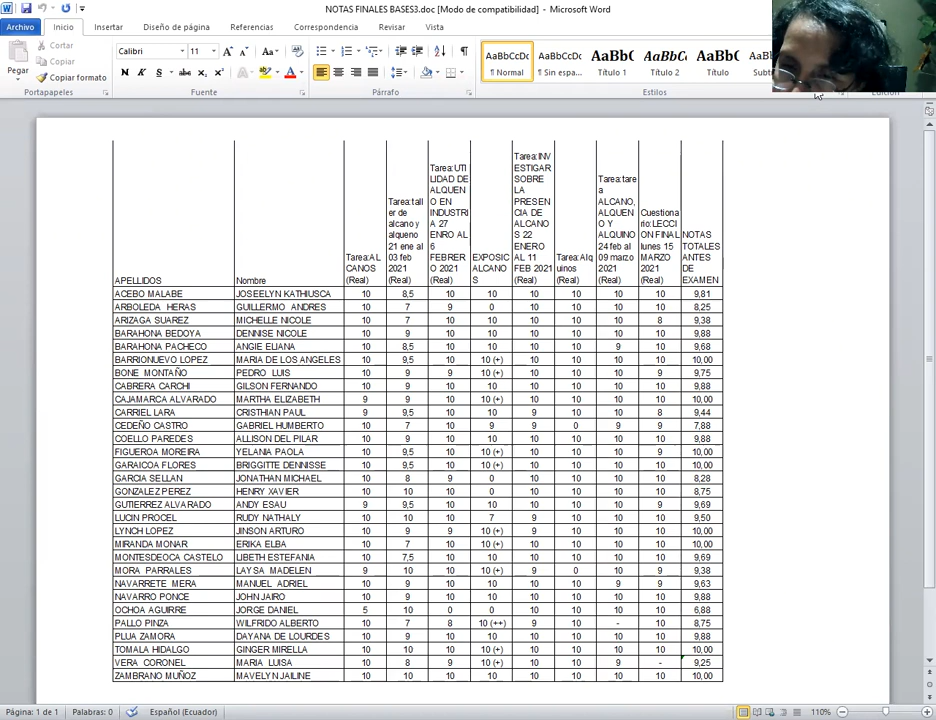 NOTAS FINALES BASES3.doc [Modo de compatibilidad] - Microsoft Word
Archivo Inicio Insertar Diseño de página Referencias Correspondencia Revisar Vista
Pegar
Cortar
Copiar
Copiar formato
Portapapeles
Calibri 11
Fuente
Párrafo
AaBbCcDc AaBbCcDc AaBbC AaBbCc AaBbC
¶ Normal ¶ Sin espa... Título 1 Título 2 Título
Estilos
APELLIDOS
Nombre
Tarea:AL
CANOS
(Real)
Tarea:tall
er de
alcano y
alqueno
21 ene al
03 feb
2021
(Real)
Tarea:UTI
LIDAD DE
ALQUEN
O EN
INDUSTRI
A 27
ENRO AL
6
FEBRER
O 2021
(Real)
EXPOSIC
ALCANO
S
Tarea:INV
ESTIGAR
SOBRE
LA
PRESEN
CIA DE
ALCANO
S 22
ENERO
AL 11
FEB 2021
(Real)
Tarea:Alq
uinos
(Real)
Tarea:tare
a
ALCANO,
ALQUEN
O Y
ALQUINO
24 feb al
09 marzo
2021
(Real)
Cuestiona
rio:LECCI
ON FINAL
lunes 15
MARZO
2021
(Real)
NOTAS
TOTALES
ANTES
DE
EXAMEN
ACEBO MALABE JOSEELYN KATHIUSCA 10 8,5 10 10 10 10 10 10 9,81
ARBOLEDA HERAS GUILLERMO ANDRES 10 7 9 0 10 10 10 10 8,25
ARIZAGA SUAREZ MICHELLE NICOLE 10 7 10 10 10 10 10 8 9,38
BARAHONA BEDOYA DENNISE NICOLE 10 9 10 10 10 10 10 10 9,88
BARAHONA PACHECO ANGIE ELIANA 10 8,5 10 10 10 10 9 10 9,68
BARRIONUEVO LOPEZ MARIA DE LOS ANGELES 10 9,5 10 10 (+) 10 10 10 10 10,00
BONE MONTAÑO PEDRO LUIS 10 9 9 10 (+) 10 10 10 9 9,75
CABRERA CARCHI GILSON FERNANDO 10 9 10 10 10 10 10 10 9,88
CAJAMARCA ALVARADO MARTHA ELIZABETH 9 9 10 10 (+) 10 10 10 10 10,00
CARRIEL LARA CRISTHIAN PAUL 9 9,5 10 10 9 10 10 8 9,44
CEDEÑO CASTRO GABRIEL HUMBERTO 10 7 10 9 9 0 9 9 7,88
COELLO PAREDES ALLISON DEL PILAR 10 9 10 10 10 10 10 10 9,88
FIGUEROA MOREIRA YELANIA PAOLA 10 9,5 10 10 (+) 10 10 10 9 10,00
GARAICOA FLORES BRIGGITTE DENNISSE 10 9,5 10 10 (+) 10 10 10 10 10,00
GARCIA SELLAN JONATHAN MICHAEL 10 8 9 0 10 10 10 9 8,28
GONZALEZ PEREZ HENRY XAVIER 10 10 10 0 10 10 10 10 8,75
GUTIERREZ ALVARADO ANDY ESAU 9 9,5 10 10 10 10 10 9 9,69
LUCIN PROCEL RUDY NATHALY 10 10 10 7 9 10 10 10 9,50
LYNCH LOPEZ JINSON ARTURO 10 9 9 10 (+) 9 10 10 10 10,00
MIRANDA MONAR ERIKA ELBA 10 7 10 10 (+) 10 10 10 10 10,00
MONTESDEOCA CASTELO LIBETH ESTEFANIA 10 7,5 10 10 10 10 10 10 9,69
MORA PARRALES LAYSA MADELEN 9 10 10 10 (+) 9 0 10 10 9,38
NAVARRETE MERA MANUEL ADRIEL 10 9 10 10 10 10 9 9 9,63
NAVARRO PONCE JOHN JAIRO 10 9 10 10 10 10 10 10 9,88
OCHOA AGUIRRE JORGE DANIEL 5 10 0 0 10 10 10 10 6,88
PALLO PINZA WILFRIDO ALBERTO 10 7 8 10 (++) 9 10 - 10 8,75
PLUA ZAMORA DAYANA DE LOURDES 10 9 10 10 10 10 10 10 9,88
TOMALA HIDALGO GINGER MIRELLA 10 10 10 10 (+) 10 10 10 10 10,00
VERA CORONEL MARIA LUISA 10 8 9 10 (+) 10 10 9 - 9,25
ZAMBRANO MUÑOZ MAVELYN JAILINE 10 10 10 10 10 10 10 10 10,00
Página: 1 de 1 Palabras: 0 Español (Ecuador) 110%